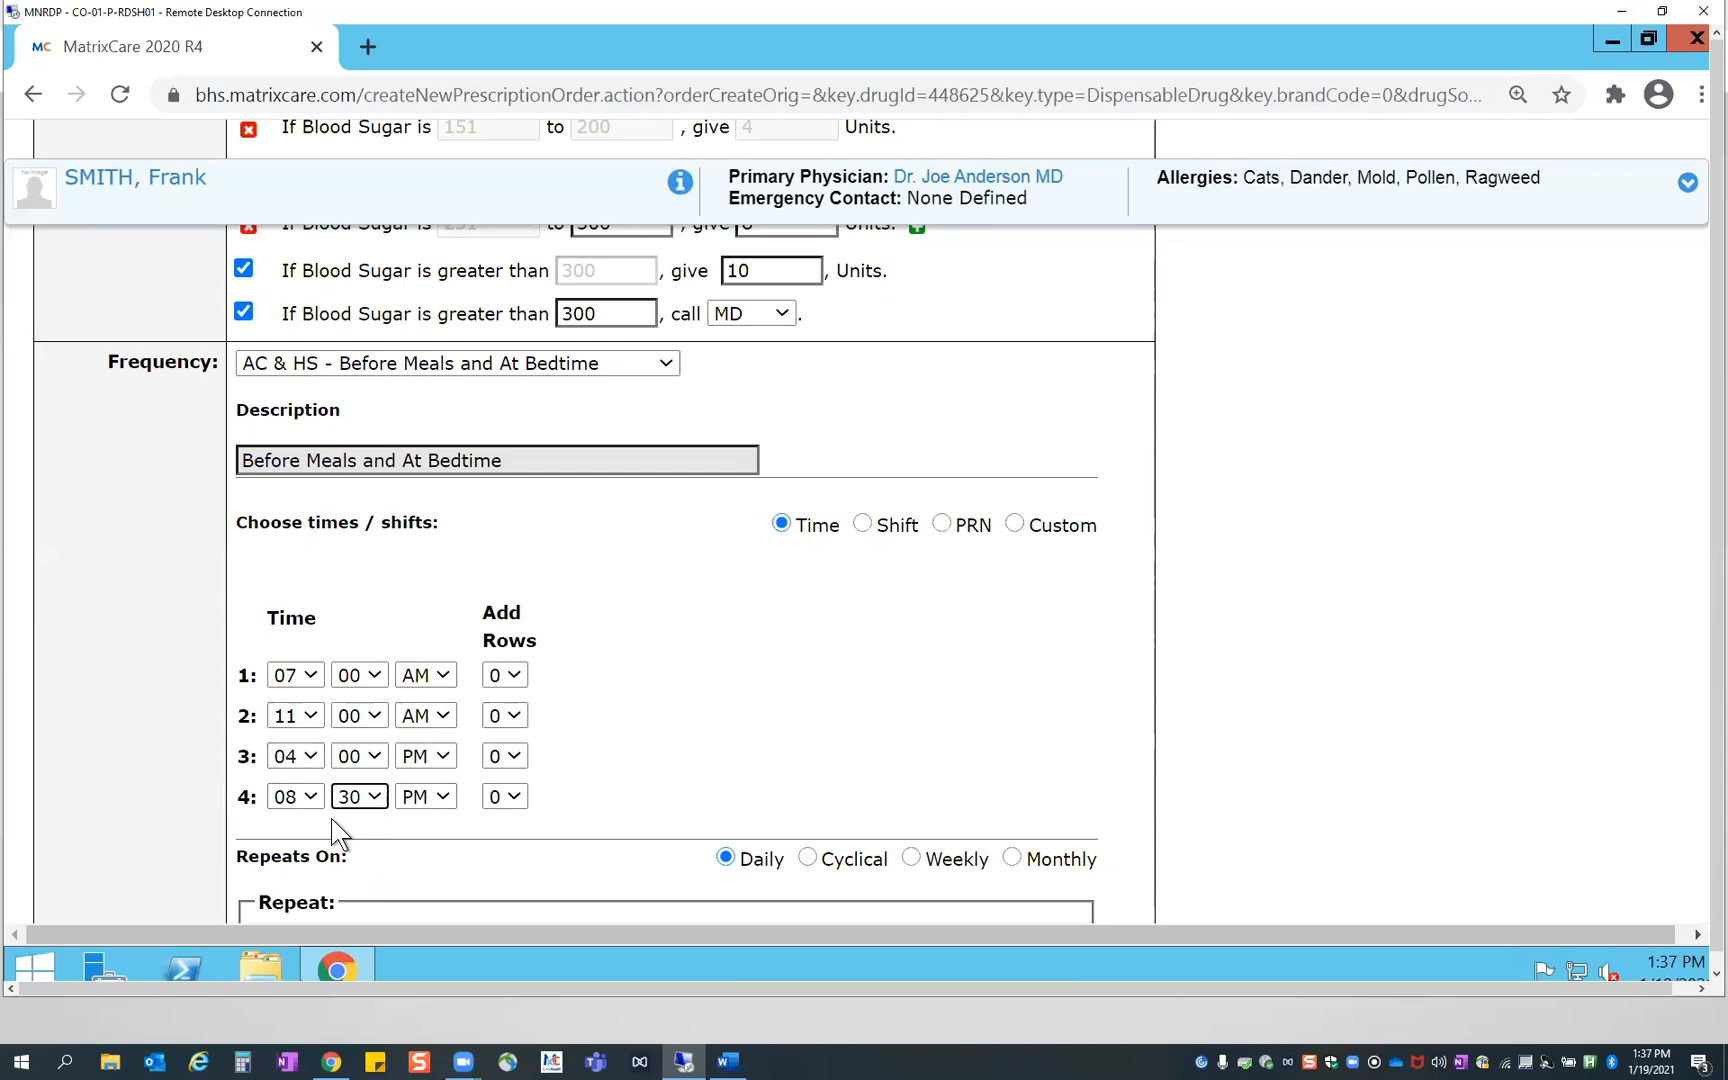 MNRDP - CO-01-P-RDSH01 - Remote Desktop Connection
MC MatrixCare 2020 R4
bhs.matrixcare.com/createNewPrescriptionOrder.action?orderCreateOrig=&key.drugId=448625&key.type=DispensableDrug&key.brandCode=0&drugSo...
If Blood Sugar is 151 to 200 , give 4 Units.
No Image
SMITH, Frank
Primary Physician: Dr. Joe Anderson MD
Emergency Contact: None Defined
Allergies: Cats, Dander, Mold, Pollen, Ragweed
If Blood Sugar is 251 to 300 , give Units.
If Blood Sugar is greater than 300 , give 10 , Units.
If Blood Sugar is greater than 300 , call MD .
Frequency: AC & HS - Before Meals and At Bedtime
Description
Before Meals and At Bedtime
Choose times / shifts: Time Shift PRN Custom
Time Add Rows
1: 07 00 AM 0
2: 11 00 AM 0
3: 04 00 PM 0
4: 08 30 PM 0
Repeats On: Daily Cyclical Weekly Monthly
Repeat:
1:37 PM
1:37 PM
1/19/2021
3